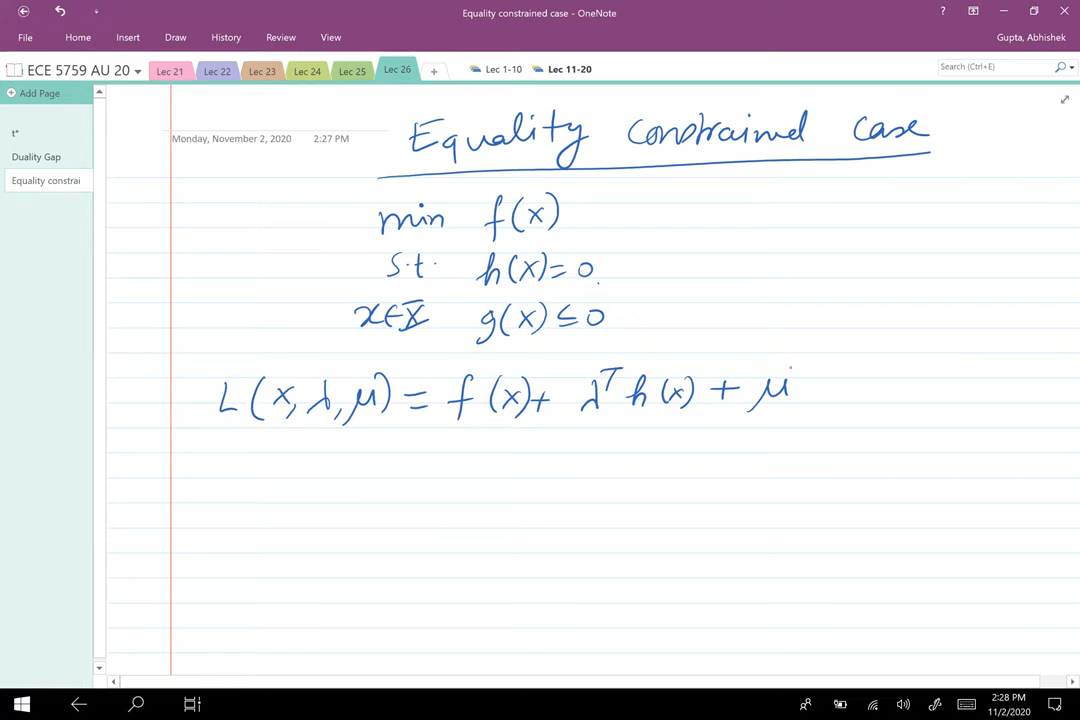 Equality constrained case - OneNote
?
Gupta, Abhishek
File Home Insert Draw History Review View
ECE 5759 AU 20 Lec 21 Lec 22 Lec 23 Lec 24 Lec 25 Lec 26 + Lec 1-10 Lec 11-20
Search (Ctrl+E)
Add Page
t*
Duality Gap
Equality constrai
Monday, November 2, 2020 2:27 PM
Equality constrained case
min f(x)
s.t. h(x)=0.
x∈X g(x)≤0
L(x,λ,μ) = f(x)+ λᵀh(x) + μ
2:28 PM
11/2/2020